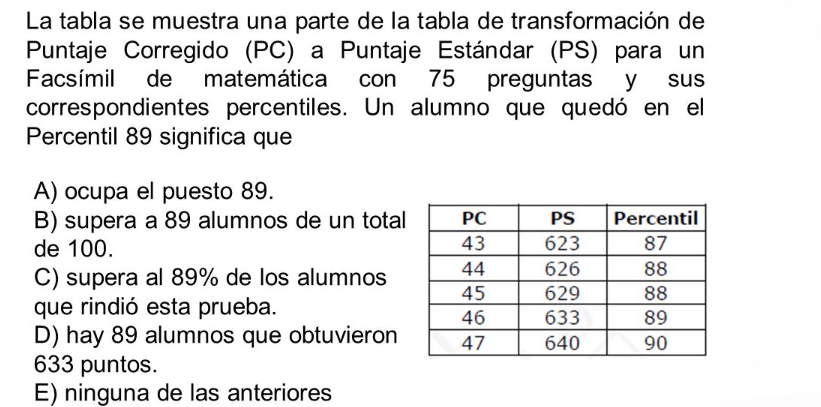 La tabla se muestra una parte de la tabla de transformación de
Puntaje Corregido (PC) a Puntaje Estándar (PS) para un
Facsímil de matemática con 75 preguntas y sus
correspondientes percentiles. Un alumno que quedó en el
Percentil 89 significa que
A) ocupa el puesto 89.
B) supera a 89 alumnos de un total
de 100.
C) supera al 89% de los alumnos
que rindió esta prueba.
D) hay 89 alumnos que obtuvieron
633 puntos.
E) ninguna de las anteriores
PC PS Percentil
43 623 87
44 626 88
45 629 88
46 633 89
47 640 90